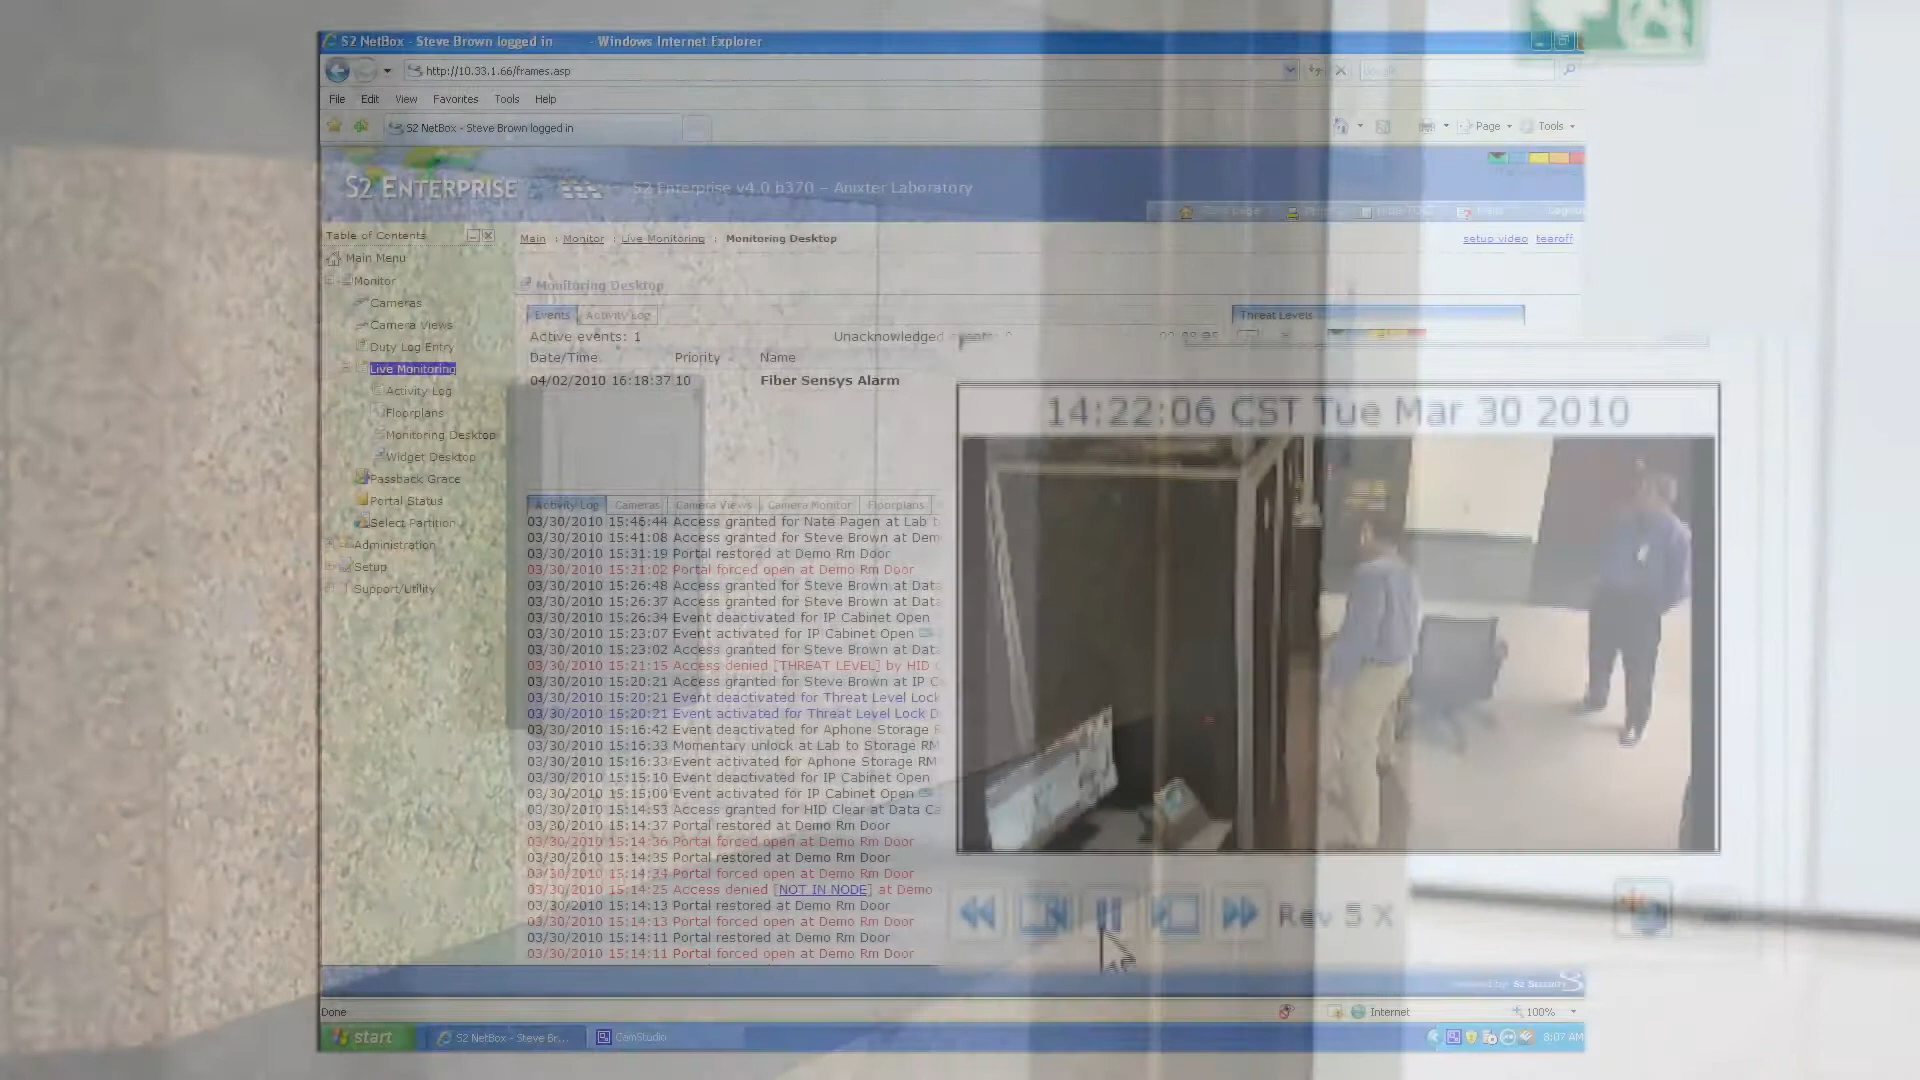 S2 NetBox - Steve Brown logged in - Windows Internet Explorer
http://10.33.1.66/frames.asp
Google
File Edit View Favorites Tools Help
S2 NetBox - Steve Brown logged in
Page Tools
S2 ENTERPRISE
S2 Enterprise v4.0 b370 – Anixter Laboratory
Table of Contents
Main : Monitor : Live Monitoring : Monitoring Desktop
setup video tearoff
Main Menu
Monitor
Cameras
Camera Views
Duty Log Entry
Live Monitoring
Activity Log
Floorplans
Monitoring Desktop
Widget Desktop
Passback Grace
Portal Status
Select Partition
Administration
Setup
Support/Utility
Monitoring Desktop
Events Activity Log
Threat Levels
Active events: 1 Unacknowledged
Date/Time Priority Name
04/02/2010 16:18:37 10 Fiber Sensys Alarm
14:22:06 CST Tue Mar 30 2010
Activity Log Cameras Camera Views Camera Monitor Floorplans
03/30/2010 15:46:44 Access granted for Nate Pagen at Lab
03/30/2010 15:41:08 Access granted for Steve Brown at Dem
03/30/2010 15:31:19 Portal restored at Demo Rm Door
03/30/2010 15:31:02 Portal forced open at Demo Rm Door
03/30/2010 15:26:48 Access granted for Steve Brown at Data
03/30/2010 15:26:37 Access granted for Steve Brown at Data
03/30/2010 15:26:34 Event deactivated for IP Cabinet Open
03/30/2010 15:23:07 Event activated for IP Cabinet Open
03/30/2010 15:23:02 Access granted for Steve Brown at Data
03/30/2010 15:21:15 Access denied [THREAT LEVEL] by HID
03/30/2010 15:20:21 Access granted for Steve Brown at IP C
03/30/2010 15:20:21 Event deactivated for Threat Level Lock
03/30/2010 15:20:21 Event activated for Threat Level Lock D
03/30/2010 15:16:42 Event deactivated for Aphone Storage
03/30/2010 15:16:33 Momentary unlock at Lab to Storage RM
03/30/2010 15:16:33 Event activated for Aphone Storage RM
03/30/2010 15:15:10 Event deactivated for IP Cabinet Open
03/30/2010 15:15:00 Event activated for IP Cabinet Open
03/30/2010 15:14:53 Access granted for HID Clear at Data Ca
03/30/2010 15:14:37 Portal restored at Demo Rm Door
03/30/2010 15:14:36 Portal forced open at Demo Rm Door
03/30/2010 15:14:35 Portal restored at Demo Rm Door
03/30/2010 15:14:34 Portal forced open at Demo Rm Door
03/30/2010 15:14:25 Access denied [NOT IN NODE] at Demo
03/30/2010 15:14:13 Portal restored at Demo Rm Door
03/30/2010 15:14:13 Portal forced open at Demo Rm Door
03/30/2010 15:14:11 Portal restored at Demo Rm Door
03/30/2010 15:14:11 Portal forced open at Demo Rm Door
Rev 5 X
Done
Internet
100%
start
S2 NetBox - Steve Br...
CamStudio
8:07 AM